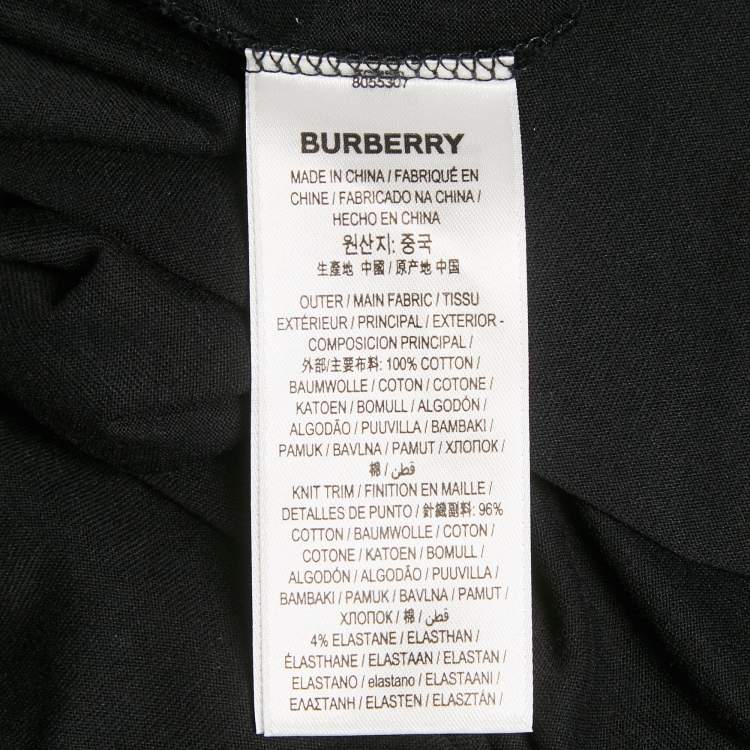 8055307
BURBERRY
MADE IN CHINA / FABRIQUÉ EN
CHINE / FABRICADO NA CHINA /
HECHO EN CHINA
원산지: 중국
生產地 中國 / 原产地 中国
OUTER / MAIN FABRIC / TISSU
EXTÉRIEUR / PRINCIPAL / EXTERIOR -
COMPOSICION PRINCIPAL /
外部/主要布料: 100% COTTON /
BAUMWOLLE / COTON / COTONE /
KATOEN / BOMULL / ALGODÓN /
ALGODÃO / PUUVILLA / BAMBAKI /
PAMUK / BAVLNA / PAMUT / ХЛОПОК /
棉 / قطن /
KNIT TRIM / FINITION EN MAILLE /
DETALLES DE PUNTO / 針織副料: 96%
COTTON / BAUMWOLLE / COTON /
COTONE / KATOEN / BOMULL /
ALGODÓN / ALGODÃO / PUUVILLA /
BAMBAKI / PAMUK / BAVLNA / PAMUT /
ХЛОПОК / 棉 / قطن /
4% ELASTANE / ELASTHAN /
ÉLASTHANE / ELASTAAN / ELASTAN /
ELASTANO / elastano / ELASTAANI /
ΕΛΑΣΤΑΝΗ / ELASTEN / ELASZTÁN /